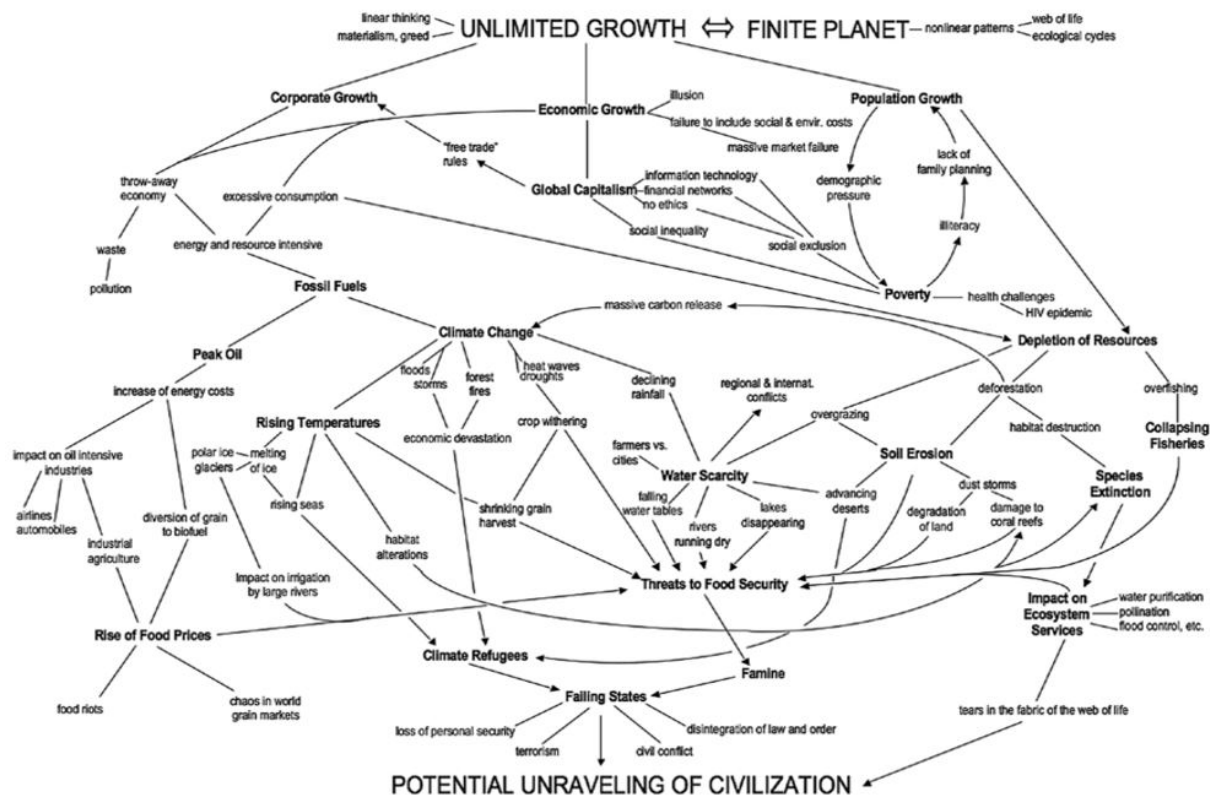 linear thinking
materialism, greed
UNLIMITED GROWTH ⇔ FINITE PLANET
nonlinear patterns
web of life
ecological cycles
Corporate Growth
Economic Growth
illusion
failure to include social & envir. costs
massive market failure
Population Growth
"free trade"
rules
lack of
family planning
throw-away
economy
excessive consumption
Global Capitalism
information technology
financial networks
no ethics
demographic
pressure
social inequality
illiteracy
waste
energy and resource intensive
social exclusion
pollution
Fossil Fuels
Poverty
health challenges
HIV epidemic
massive carbon release
Climate Change
Depletion of Resources
Peak Oil
floods
storms
forest
fires
heat waves
droughts
declining
rainfall
regional & internat.
conflicts
deforestation
overfishing
increase of energy costs
Rising Temperatures
crop withering
overgrazing
habitat destruction
Collapsing
Fisheries
economic devastation
impact on oil intensive
industries
polar ice
glaciers
melting
of ice
farmers vs.
cities
Water Scarcity
Soil Erosion
Species
Extinction
airlines
automobiles
rising seas
shrinking grain
harvest
falling
water tables
rivers
running dry
lakes
disappearing
advancing
deserts
degradation
of land
dust storms
damage to
coral reefs
industrial
agriculture
diversion of grain
to biofuel
habitat
alterations
Impact on irrigation
by large rivers
Threats to Food Security
Impact on
Ecosystem
Services
water purification
pollination
flood control, etc.
Rise of Food Prices
Climate Refugees
Famine
food riots
chaos in world
grain markets
Failing States
loss of personal security
terrorism
civil conflict
disintegration of law and order
tears in the fabric of the web of life
POTENTIAL UNRAVELING OF CIVILIZATION